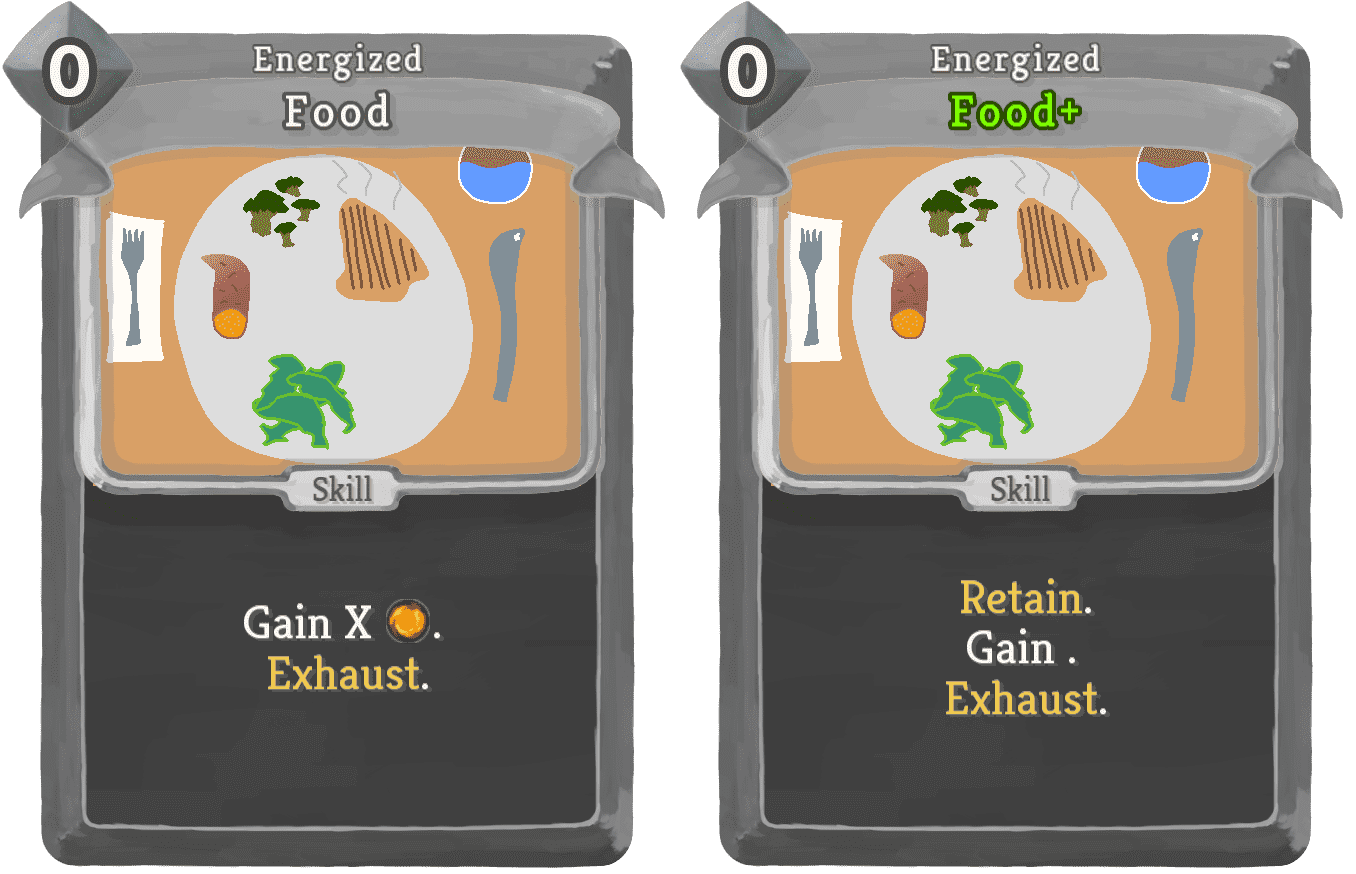 0
Energized
Food
Skill
Gain X .
Exhaust.
0
Energized
Food+
Skill
Retain.
Gain .
Exhaust.